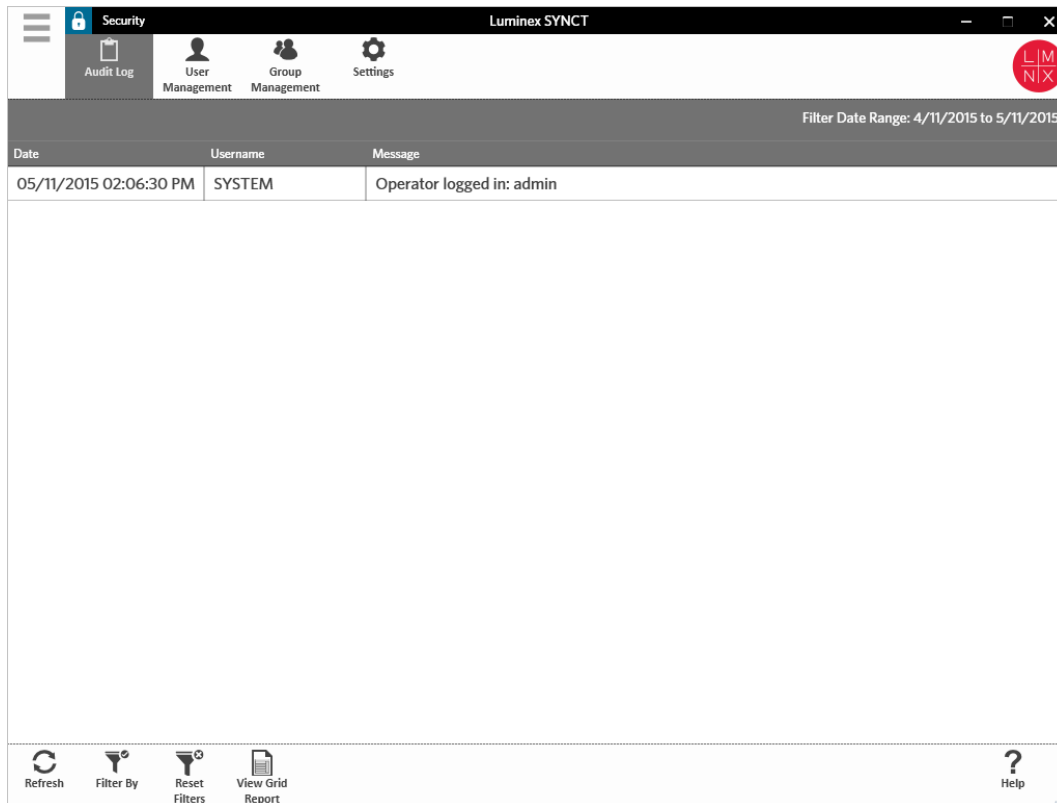 Security
Luminex SYNCT
Audit Log
User
Management
Group
Management
Settings
L M
N X
Filter Date Range: 4/11/2015 to 5/11/2015
Date Username Message
05/11/2015 02:06:30 PM SYSTEM Operator logged in: admin
Refresh
Filter By
Reset
Filters
View Grid
Report
?
Help